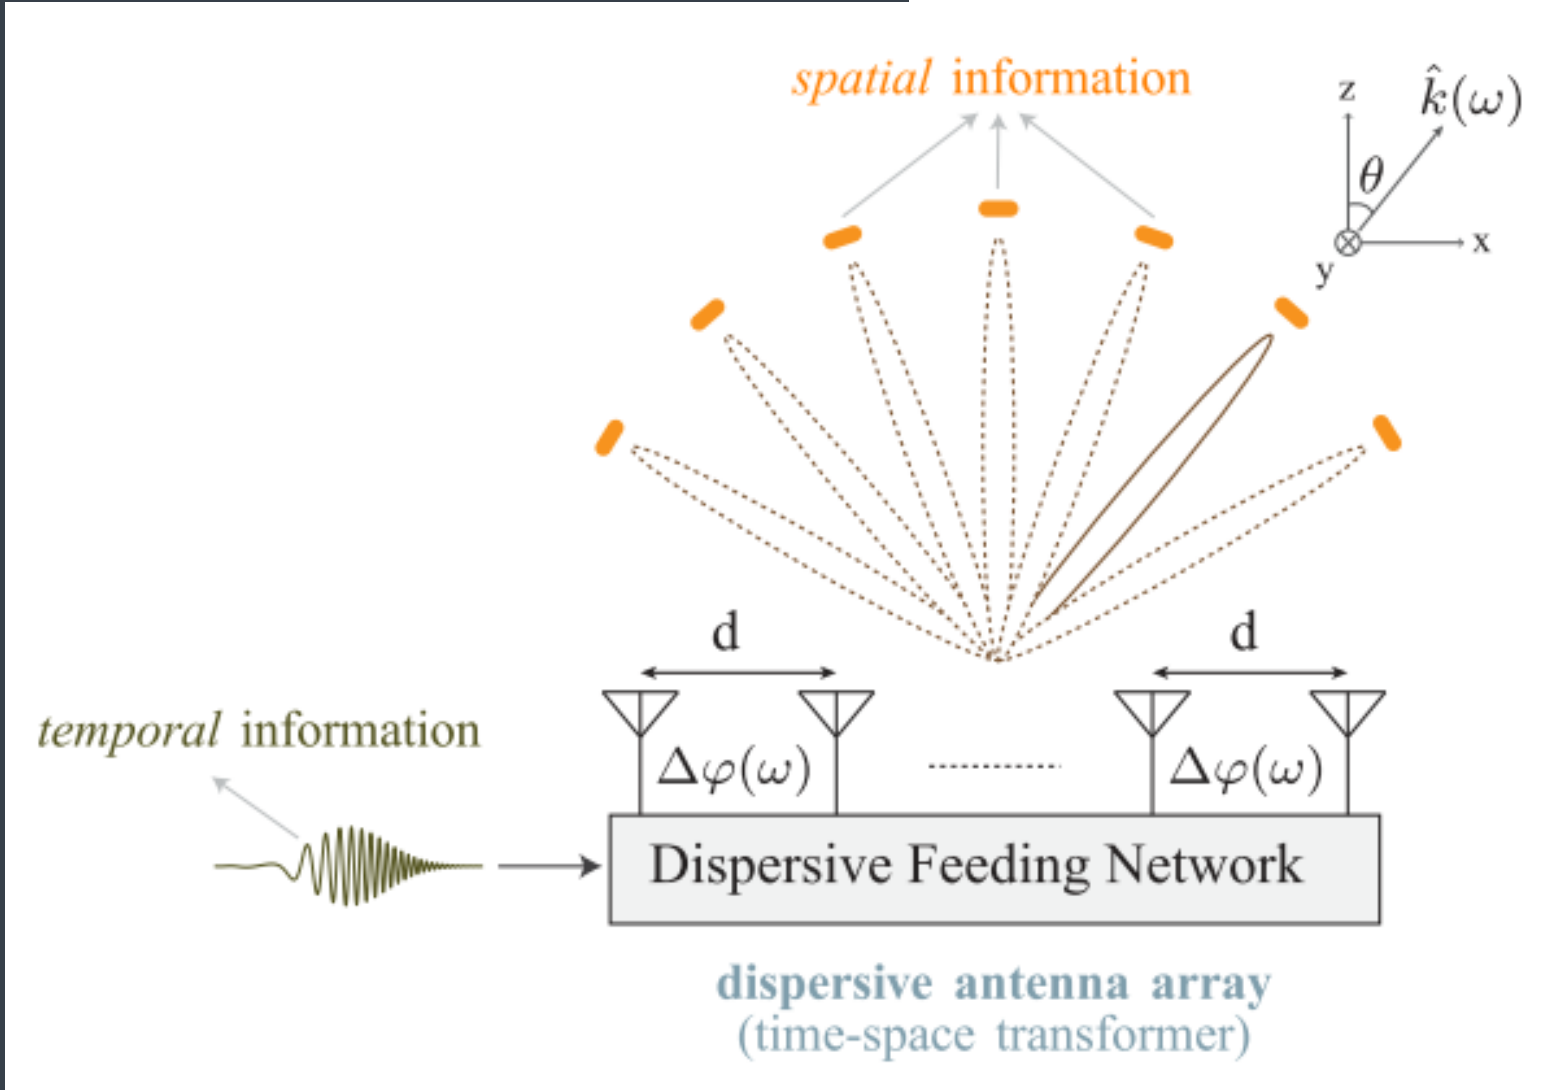 spatial information
z
k̂(ω)
θ
x
y
d
d
temporal information
Δφ(ω)
Δφ(ω)
Dispersive Feeding Network
dispersive antenna array
(time-space transformer)